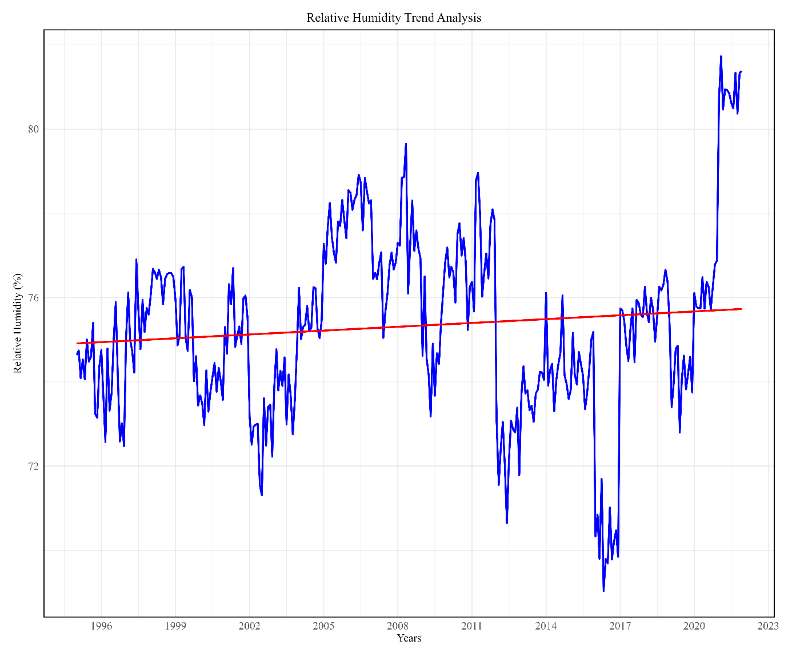 Relative Humidity Trend Analysis
Relative Humidity (%)
80
76
72
1996 1999 2002 2005 2008 2011 2014 2017 2020 2023
Years